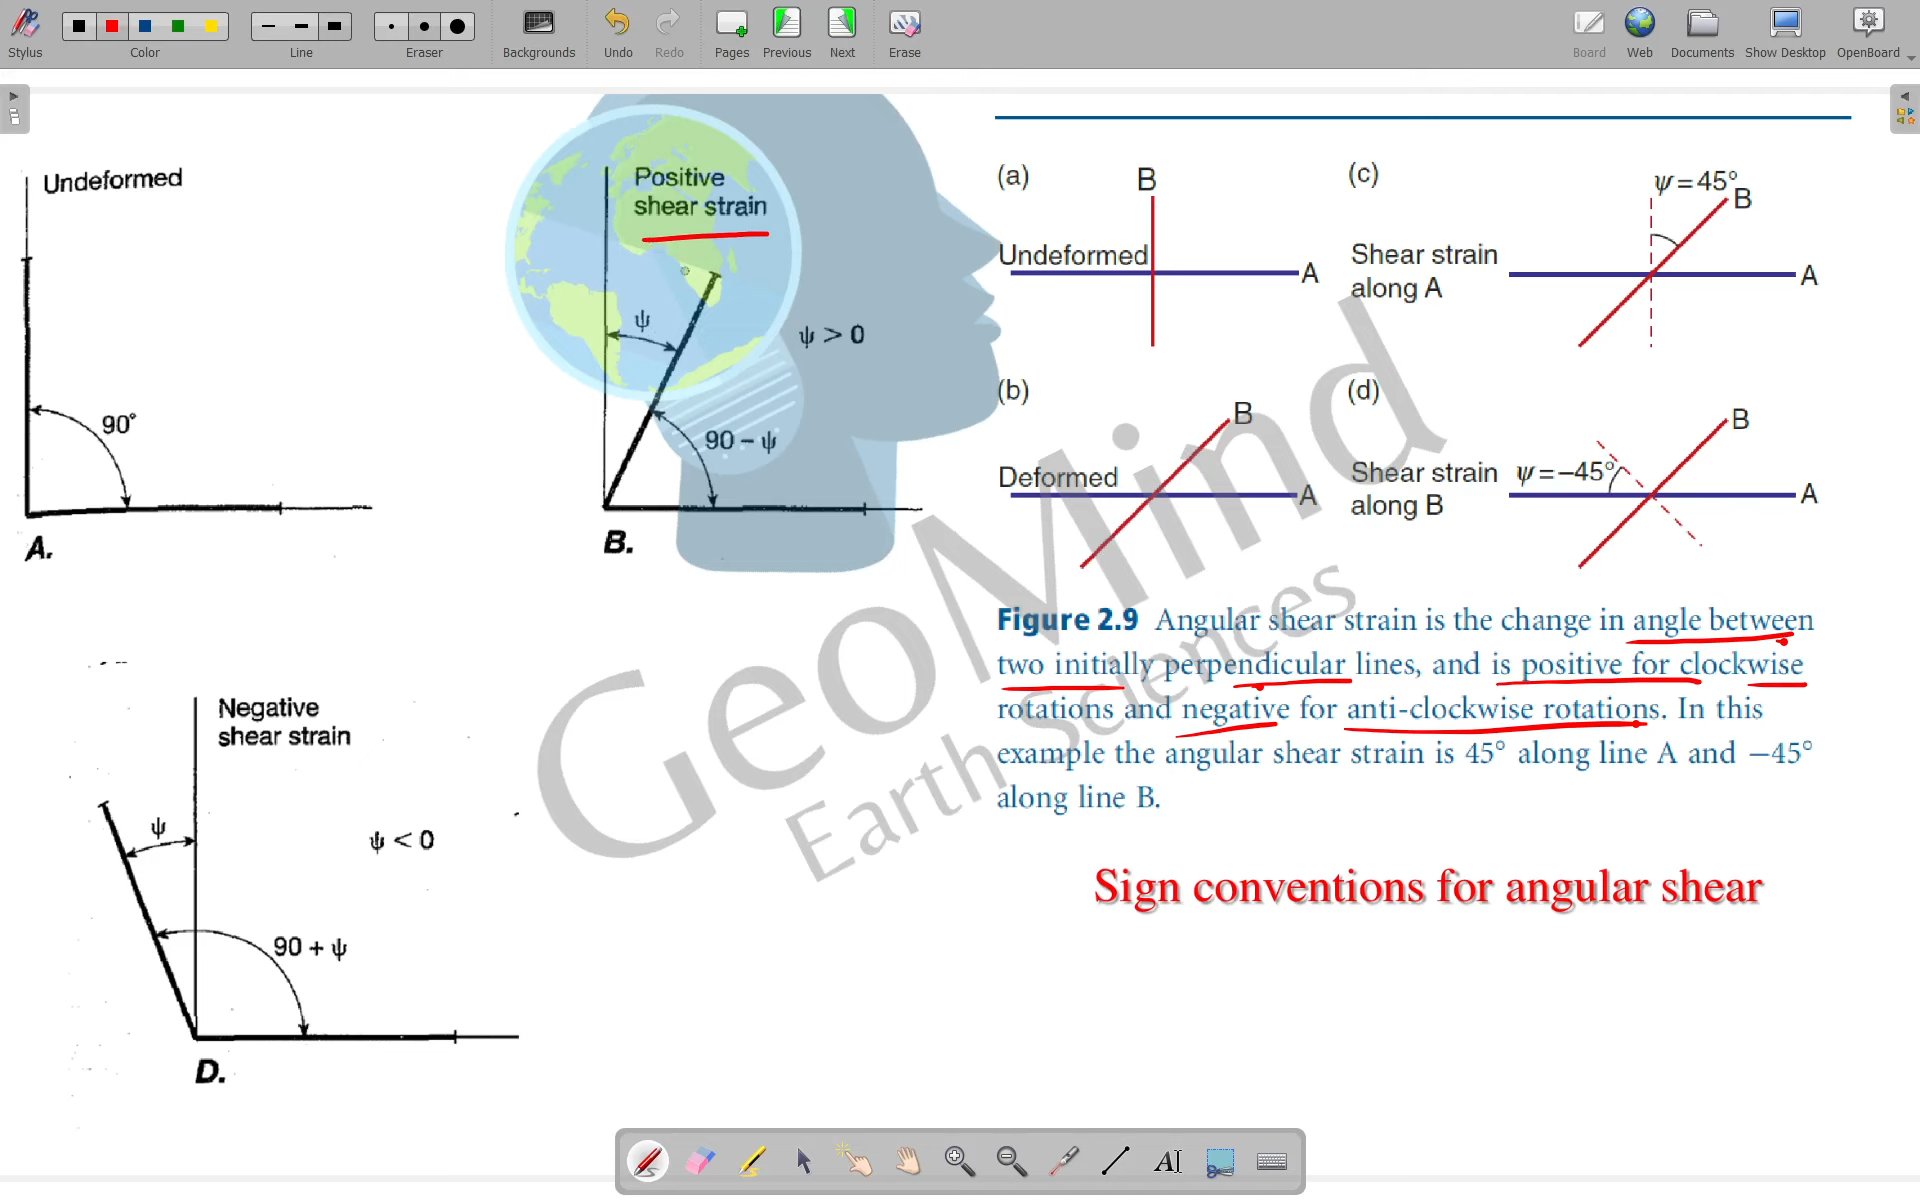 Stylus
Color
Line
Eraser
Backgrounds
Undo
Redo
Pages
Previous
Next
Erase
Board
Web
Documents
Show Desktop
OpenBoard
Undeformed
90°
A.
Positive
shear strain
ψ
ψ > 0
90 – ψ
B.
Negative
shear strain
ψ
ψ < 0
90 + ψ
D.
(a)
B
Undeformed
A
(b)
B
Deformed
A
(c)
ψ = 45°
B
Shear strain
along A
A
(d)
B
Shear strain
along B
ψ = –45°
A
Figure 2.9 Angular shear strain is the change in angle between
two initially perpendicular lines, and is positive for clockwise
rotations and negative for anti-clockwise rotations. In this
example the angular shear strain is 45° along line A and −45°
along line B.
Sign conventions for angular shear
GeoMind
Earth Sciences